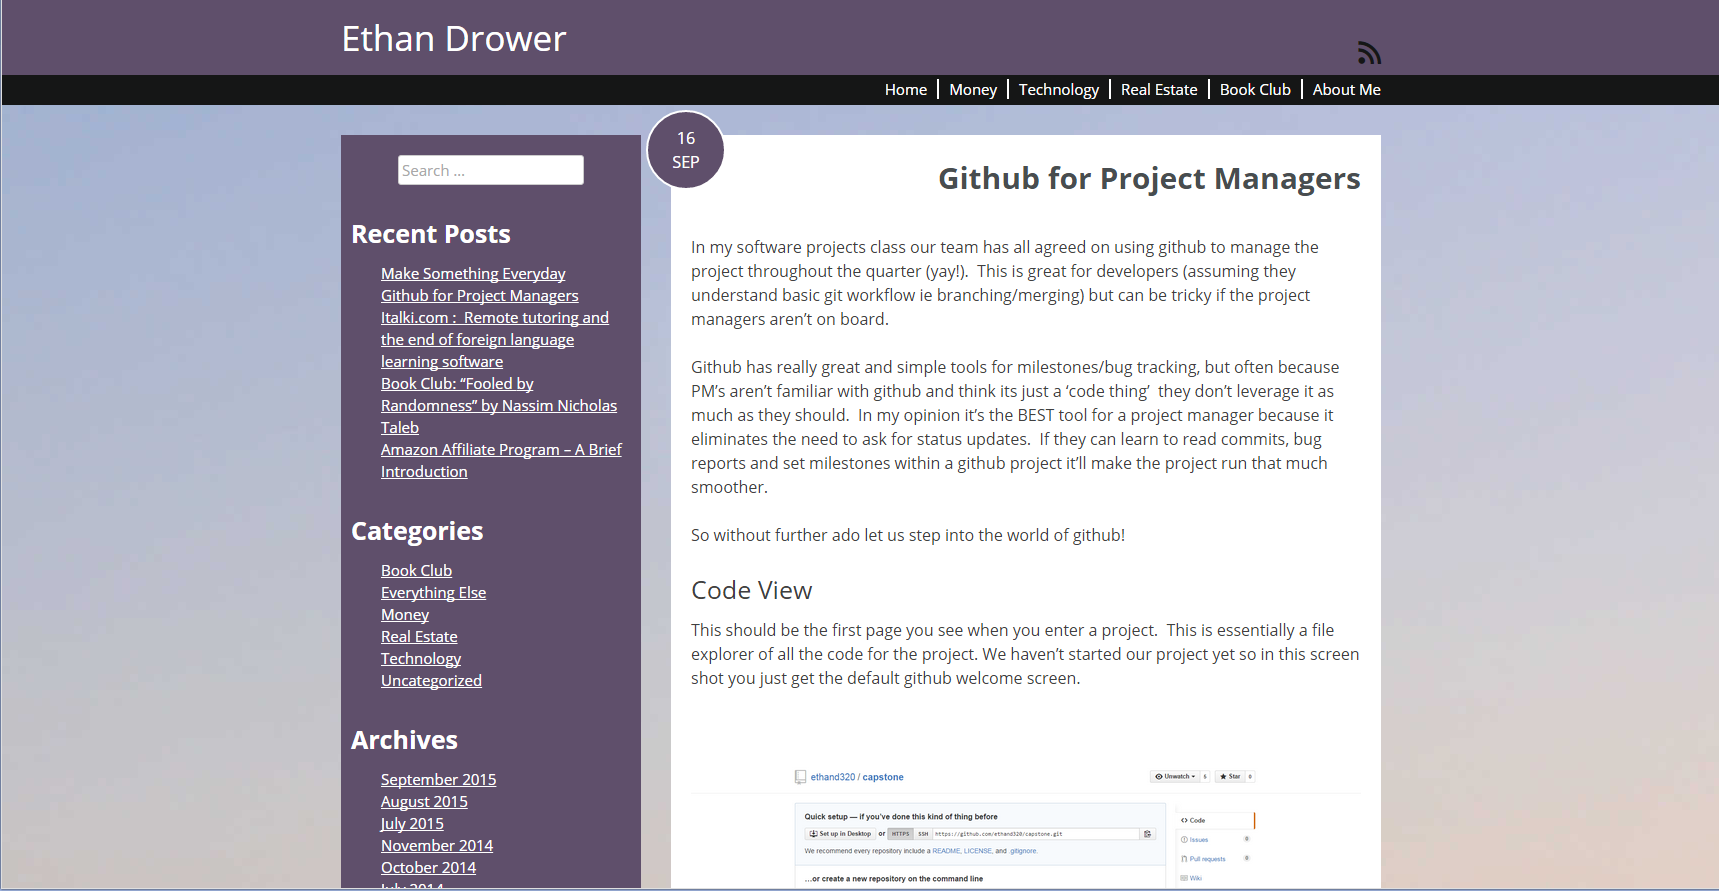 Ethan Drower
Home
Money
Technology
Real Estate
Book Club
About Me
Search ...
Recent Posts
Make Something Everyday
Github for Project Managers
Italki.com :  Remote tutoring and
the end of foreign language
learning software
Book Club: “Fooled by
Randomness” by Nassim Nicholas
Taleb
Amazon Affiliate Program – A Brief
Introduction
Categories
Book Club
Everything Else
Money
Real Estate
Technology
Uncategorized
Archives
September 2015
August 2015
July 2015
November 2014
October 2014
July 2014
16
SEP
Github for Project Managers
In my software projects class our team has all agreed on using github to manage the
project throughout the quarter (yay!).  This is great for developers (assuming they
understand basic git workflow ie branching/merging) but can be tricky if the project
managers aren’t on board.
Github has really great and simple tools for milestones/bug tracking, but often because
PM’s aren’t familiar with github and think its just a ‘code thing’  they don’t leverage it as
much as they should.  In my opinion it’s the BEST tool for a project manager because it
eliminates the need to ask for status updates.  If they can learn to read commits, bug
reports and set milestones within a github project it’ll make the project run that much
smoother.
So without further ado let us step into the world of github!
Code View
This should be the first page you see when you enter a project.  This is essentially a file
explorer of all the code for the project. We haven’t started our project yet so in this screen
shot you just get the default github welcome screen.
ethand320 / capstone
Unwatch 6
Star 0
Quick setup — if you’ve done this kind of thing before
Set up in Desktop or HTTPS SSH https://github.com/ethand320/capstone.git
We recommend every repository include a README, LICENSE, and .gitignore.
…or create a new repository on the command line
Code
Issues 0
Pull requests 0
Wiki